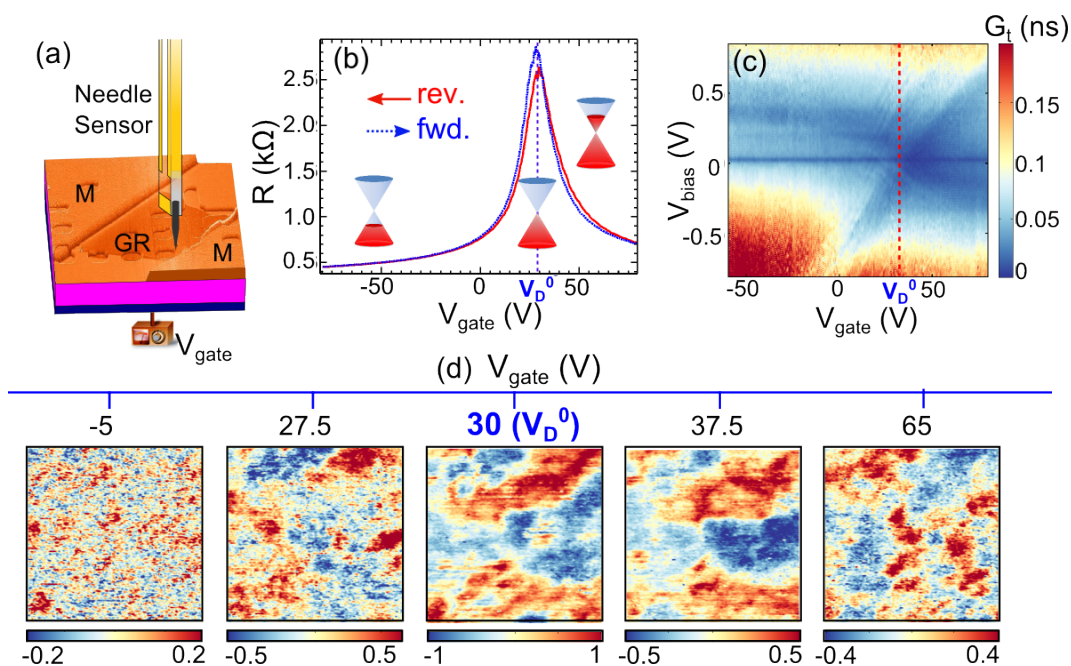 (a)
Needle
Sensor
M
GR
M
V_gate
(b)
R (kΩ)
2.5
2.0
1.5
1.0
0.5
rev.
fwd.
-50 0 V_D^0 50
V_gate (V)
(c)
G_t (ns)
V_bias (V)
0.5
0
-0.5
-50 0 V_D^0 50
V_gate (V)
0.15
0.1
0.05
0
(d) V_gate (V)
-5 27.5 30 (V_D^0) 37.5 65
-0.2 0.2 -0.5 0.5 -1 1 -0.5 0.5 -0.4 0.4